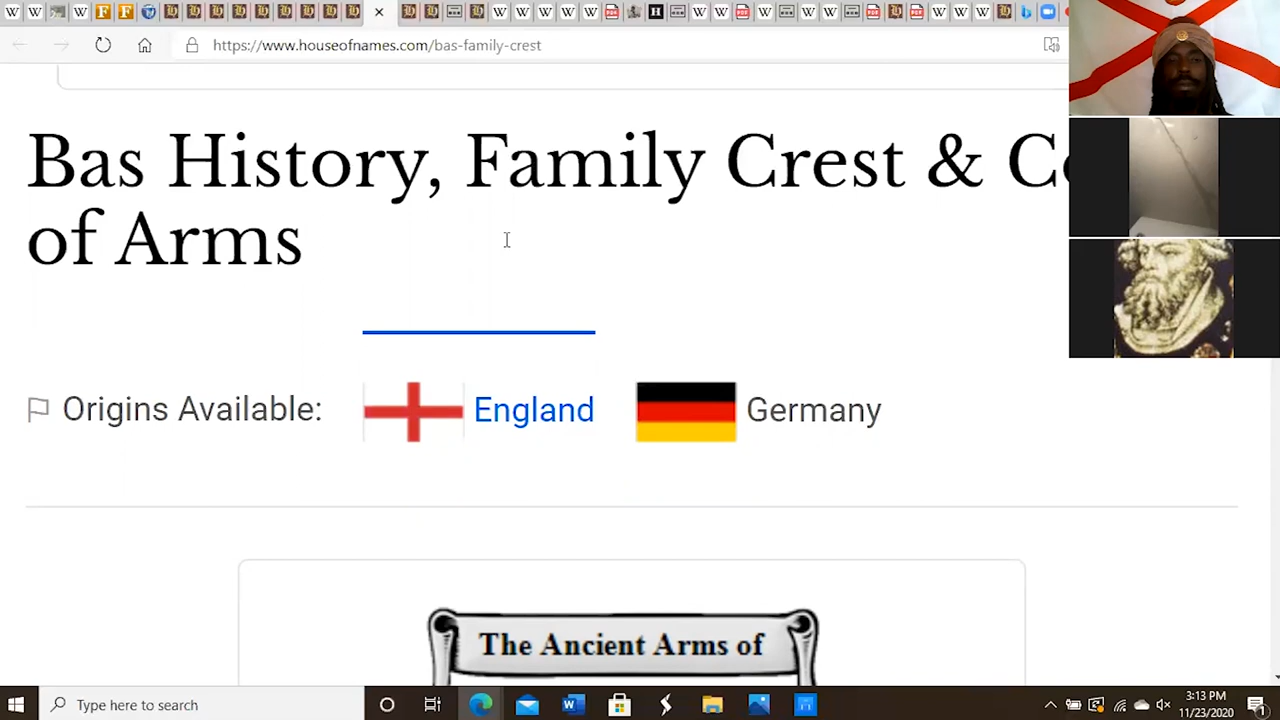 https://www.houseofnames.com/bas-family-crest
Bas History, Family Crest &
of Arms
Origins Available: England Germany
The Ancient Arms of
Type here to search
3:13 PM
11/23/2020